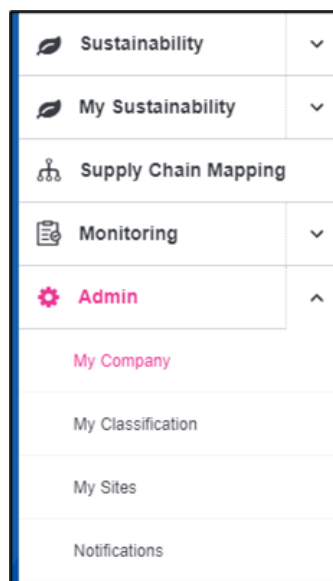 Sustainability
My Sustainability
Supply Chain Mapping
Monitoring
Admin
My Company
My Classification
My Sites
Notifications